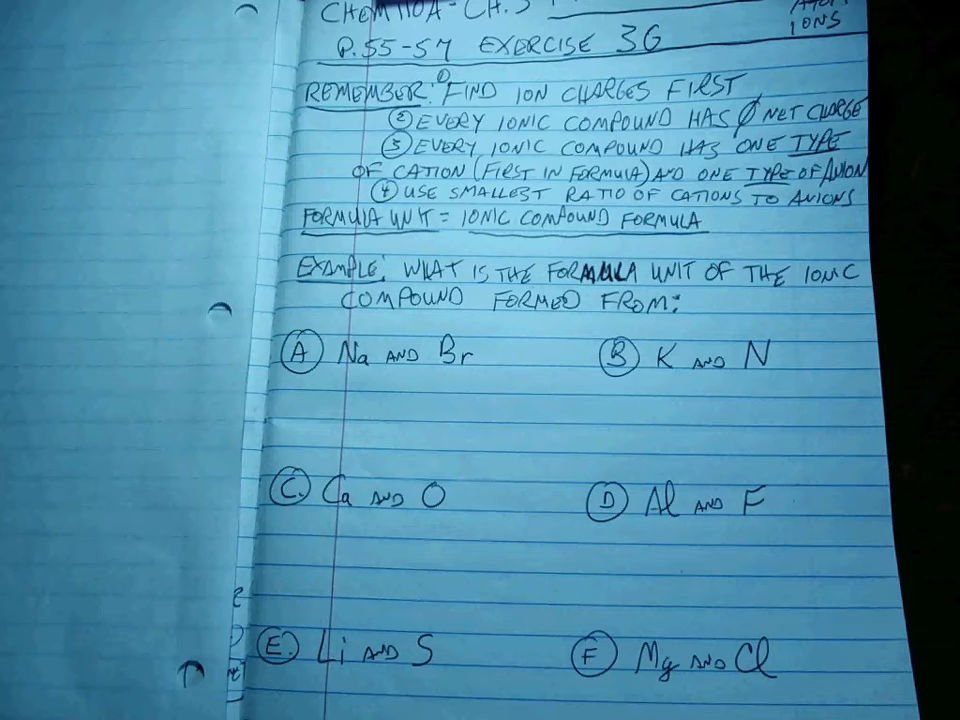 CHEM110A - CH. 3
IONS
P. 55-57 EXERCISE 3G
REMEMBER: ① FIND ION CHARGES FIRST
② EVERY IONIC COMPOUND HAS ∅ NET CHARGE
③ EVERY IONIC COMPOUND HAS ONE TYPE
OF CATION (FIRST IN FORMULA) AND ONE TYPE OF ANION
④ USE SMALLEST RATIO OF CATIONS TO ANIONS
FORMULA UNIT = IONIC COMPOUND FORMULA
EXAMPLE: WHAT IS THE FORMULA UNIT OF THE IONIC
COMPOUND FORMED FROM:
Ⓐ Na AND Br Ⓑ K AND N
Ⓒ Ca AND O Ⓓ Al AND F
Ⓔ Li AND S Ⓕ Mg AND Cl